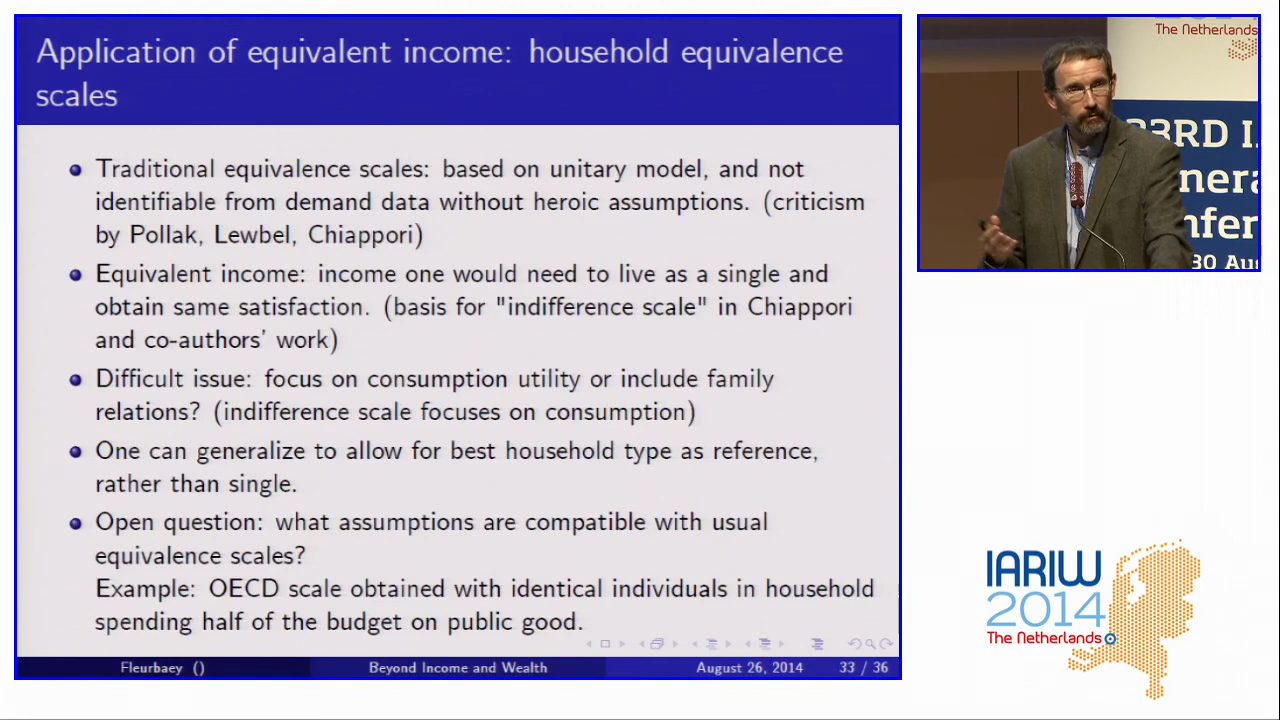 Application of equivalent income: household equivalence
scales
Traditional equivalence scales: based on unitary model, and not
identifiable from demand data without heroic assumptions. (criticism
by Pollak, Lewbel, Chiappori)
Equivalent income: income one would need to live as a single and
obtain same satisfaction. (basis for "indifference scale" in Chiappori
and co-authors' work)
Difficult issue: focus on consumption utility or include family
relations? (indifference scale focuses on consumption)
One can generalize to allow for best household type as reference,
rather than single.
Open question: what assumptions are compatible with usual
equivalence scales?
Example: OECD scale obtained with identical individuals in household
spending half of the budget on public good.
Fleurbaey () Beyond Income and Wealth August 26, 2014 33 / 36
The Netherlands
33RD I
nera
nfer
30 Aug
IARIW
2014
The Netherlands